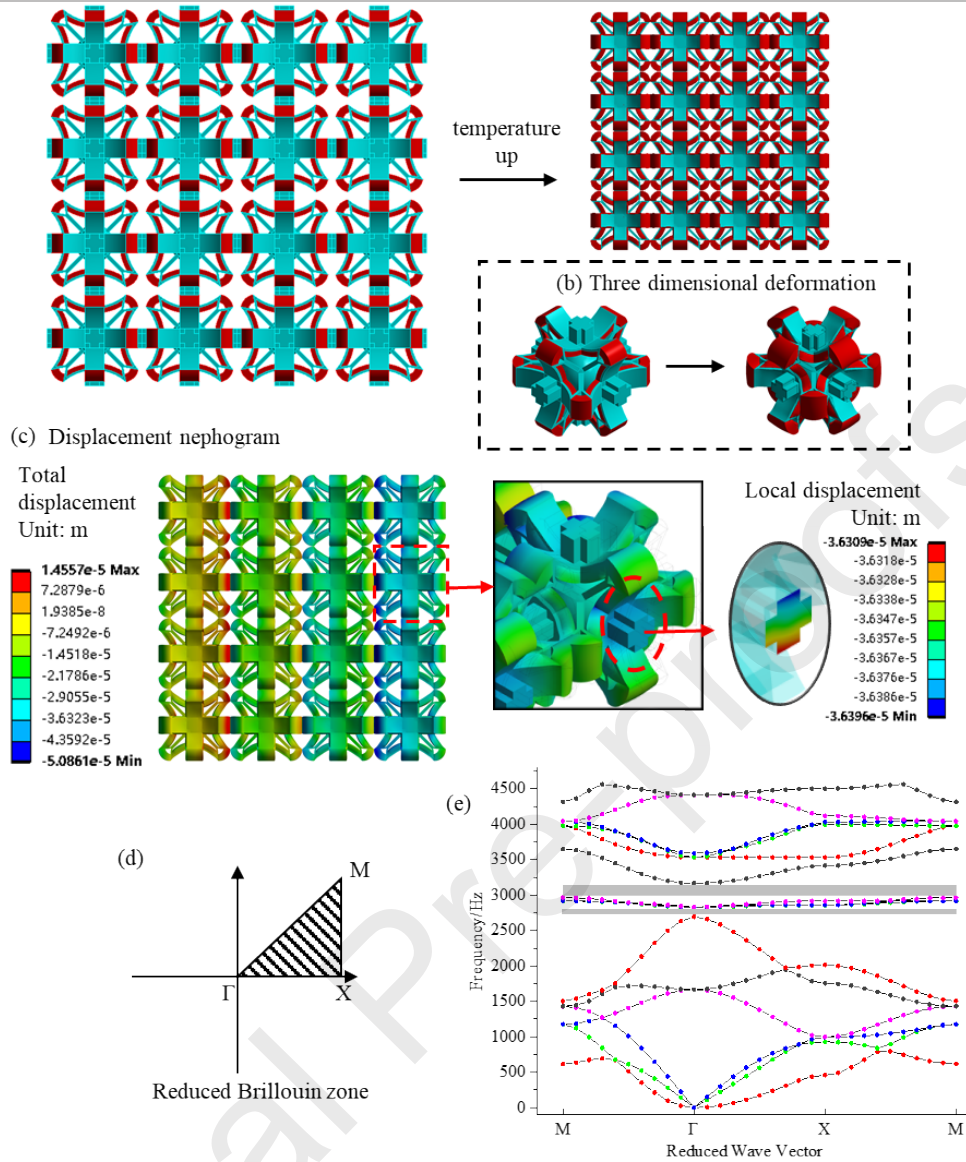 temperature
up
(b) Three dimensional deformation
(c) Displacement nephogram
Total
displacement
Unit: m
1.4557e-5 Max
7.2879e-6
1.9385e-8
-7.2492e-6
-1.4518e-5
-2.1786e-5
-2.9055e-5
-3.6323e-5
-4.3592e-5
-5.0861e-5 Min
Local displacement
Unit: m
-3.6309e-5 Max
-3.6318e-5
-3.6328e-5
-3.6338e-5
-3.6347e-5
-3.6357e-5
-3.6367e-5
-3.6376e-5
-3.6386e-5
-3.6396e-5 Min
(d)
M
Γ
X
Reduced Brillouin zone
(e)
Frequency/Hz
4500
4000
3500
3000
2500
2000
1500
1000
500
0
M Γ X M
Reduced Wave Vector
al Pre-proofs